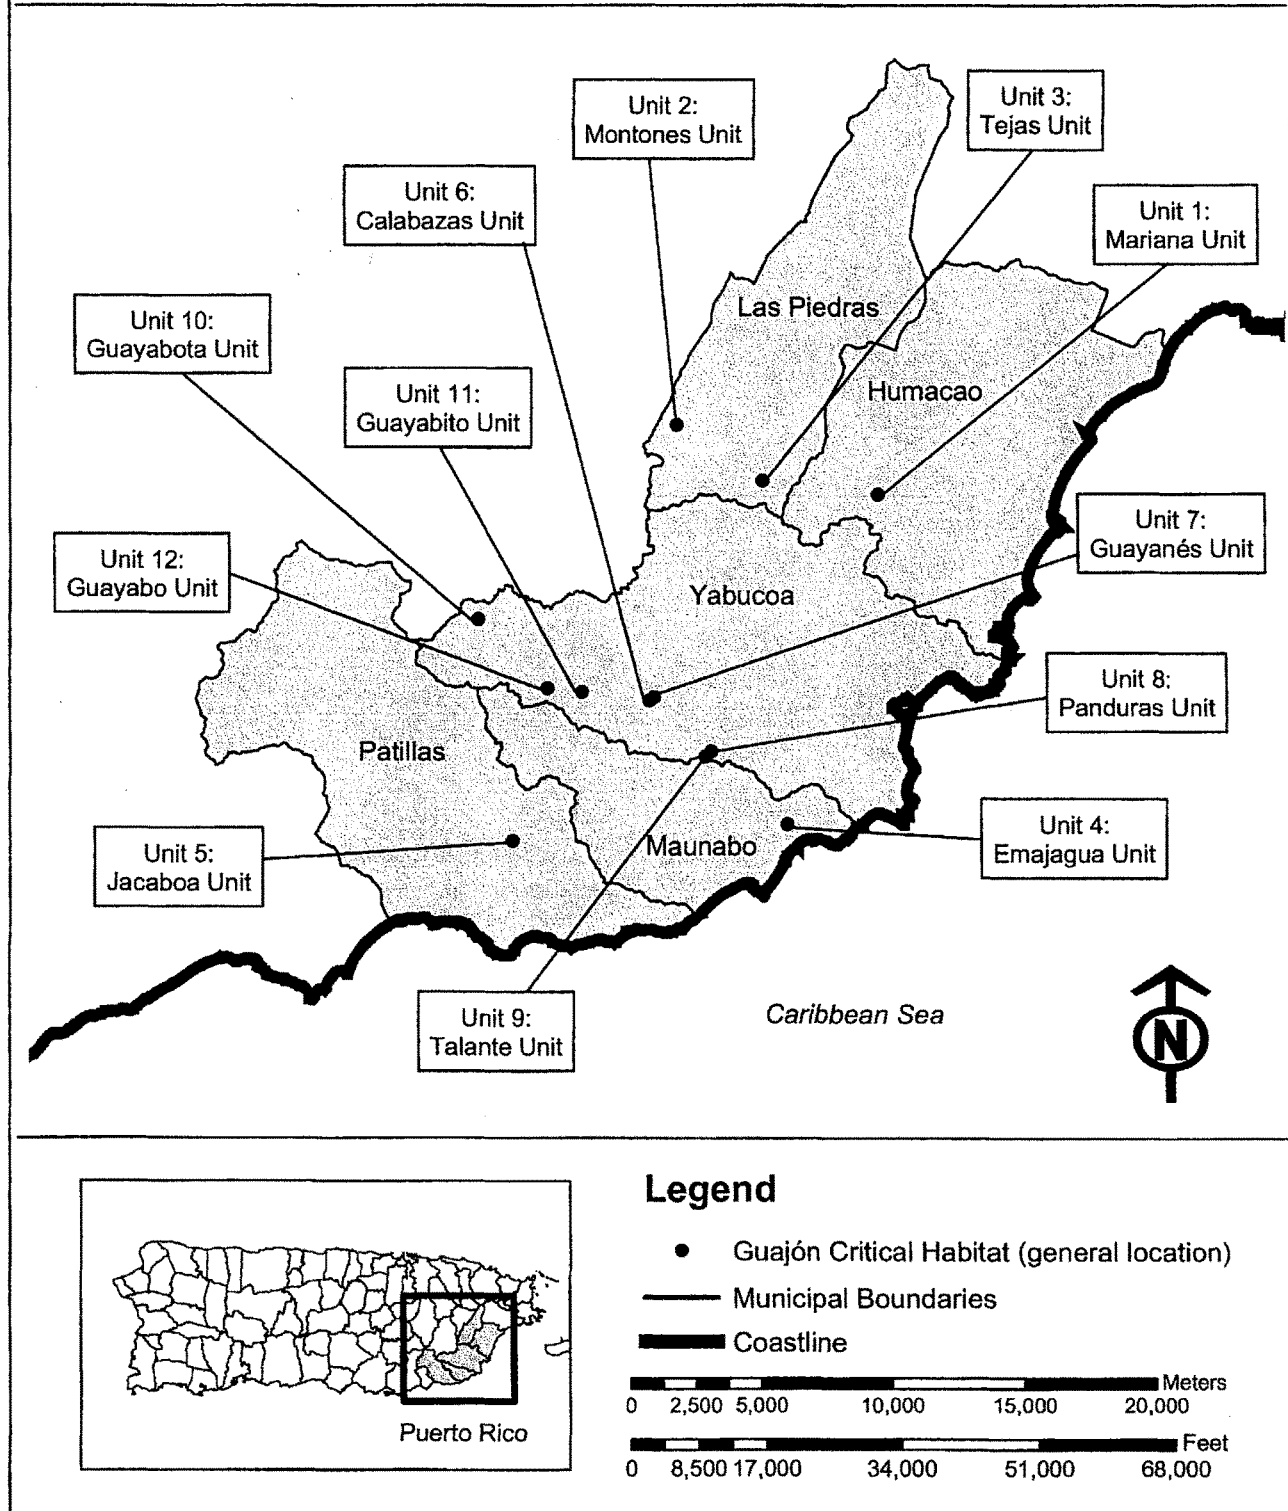 Unit 2:
Montones Unit
Unit 3:
Tejas Unit
Unit 6:
Calabazas Unit
Unit 1:
Mariana Unit
Unit 10:
Guayabota Unit
Las Piedras
Unit 11:
Guayabito Unit
Humacao
Unit 7:
Guayanés Unit
Unit 12:
Guayabo Unit
Yabucoa
Unit 8:
Panduras Unit
Patillas
Unit 4:
Emajagua Unit
Unit 5:
Jacaboa Unit
Maunabo
Unit 9:
Talante Unit
Caribbean Sea
N
Legend
Guajón Critical Habitat (general location)
Municipal Boundaries
Coastline
Meters
0 2,500 5,000 10,000 15,000 20,000
Feet
0 8,500 17,000 34,000 51,000 68,000
Puerto Rico